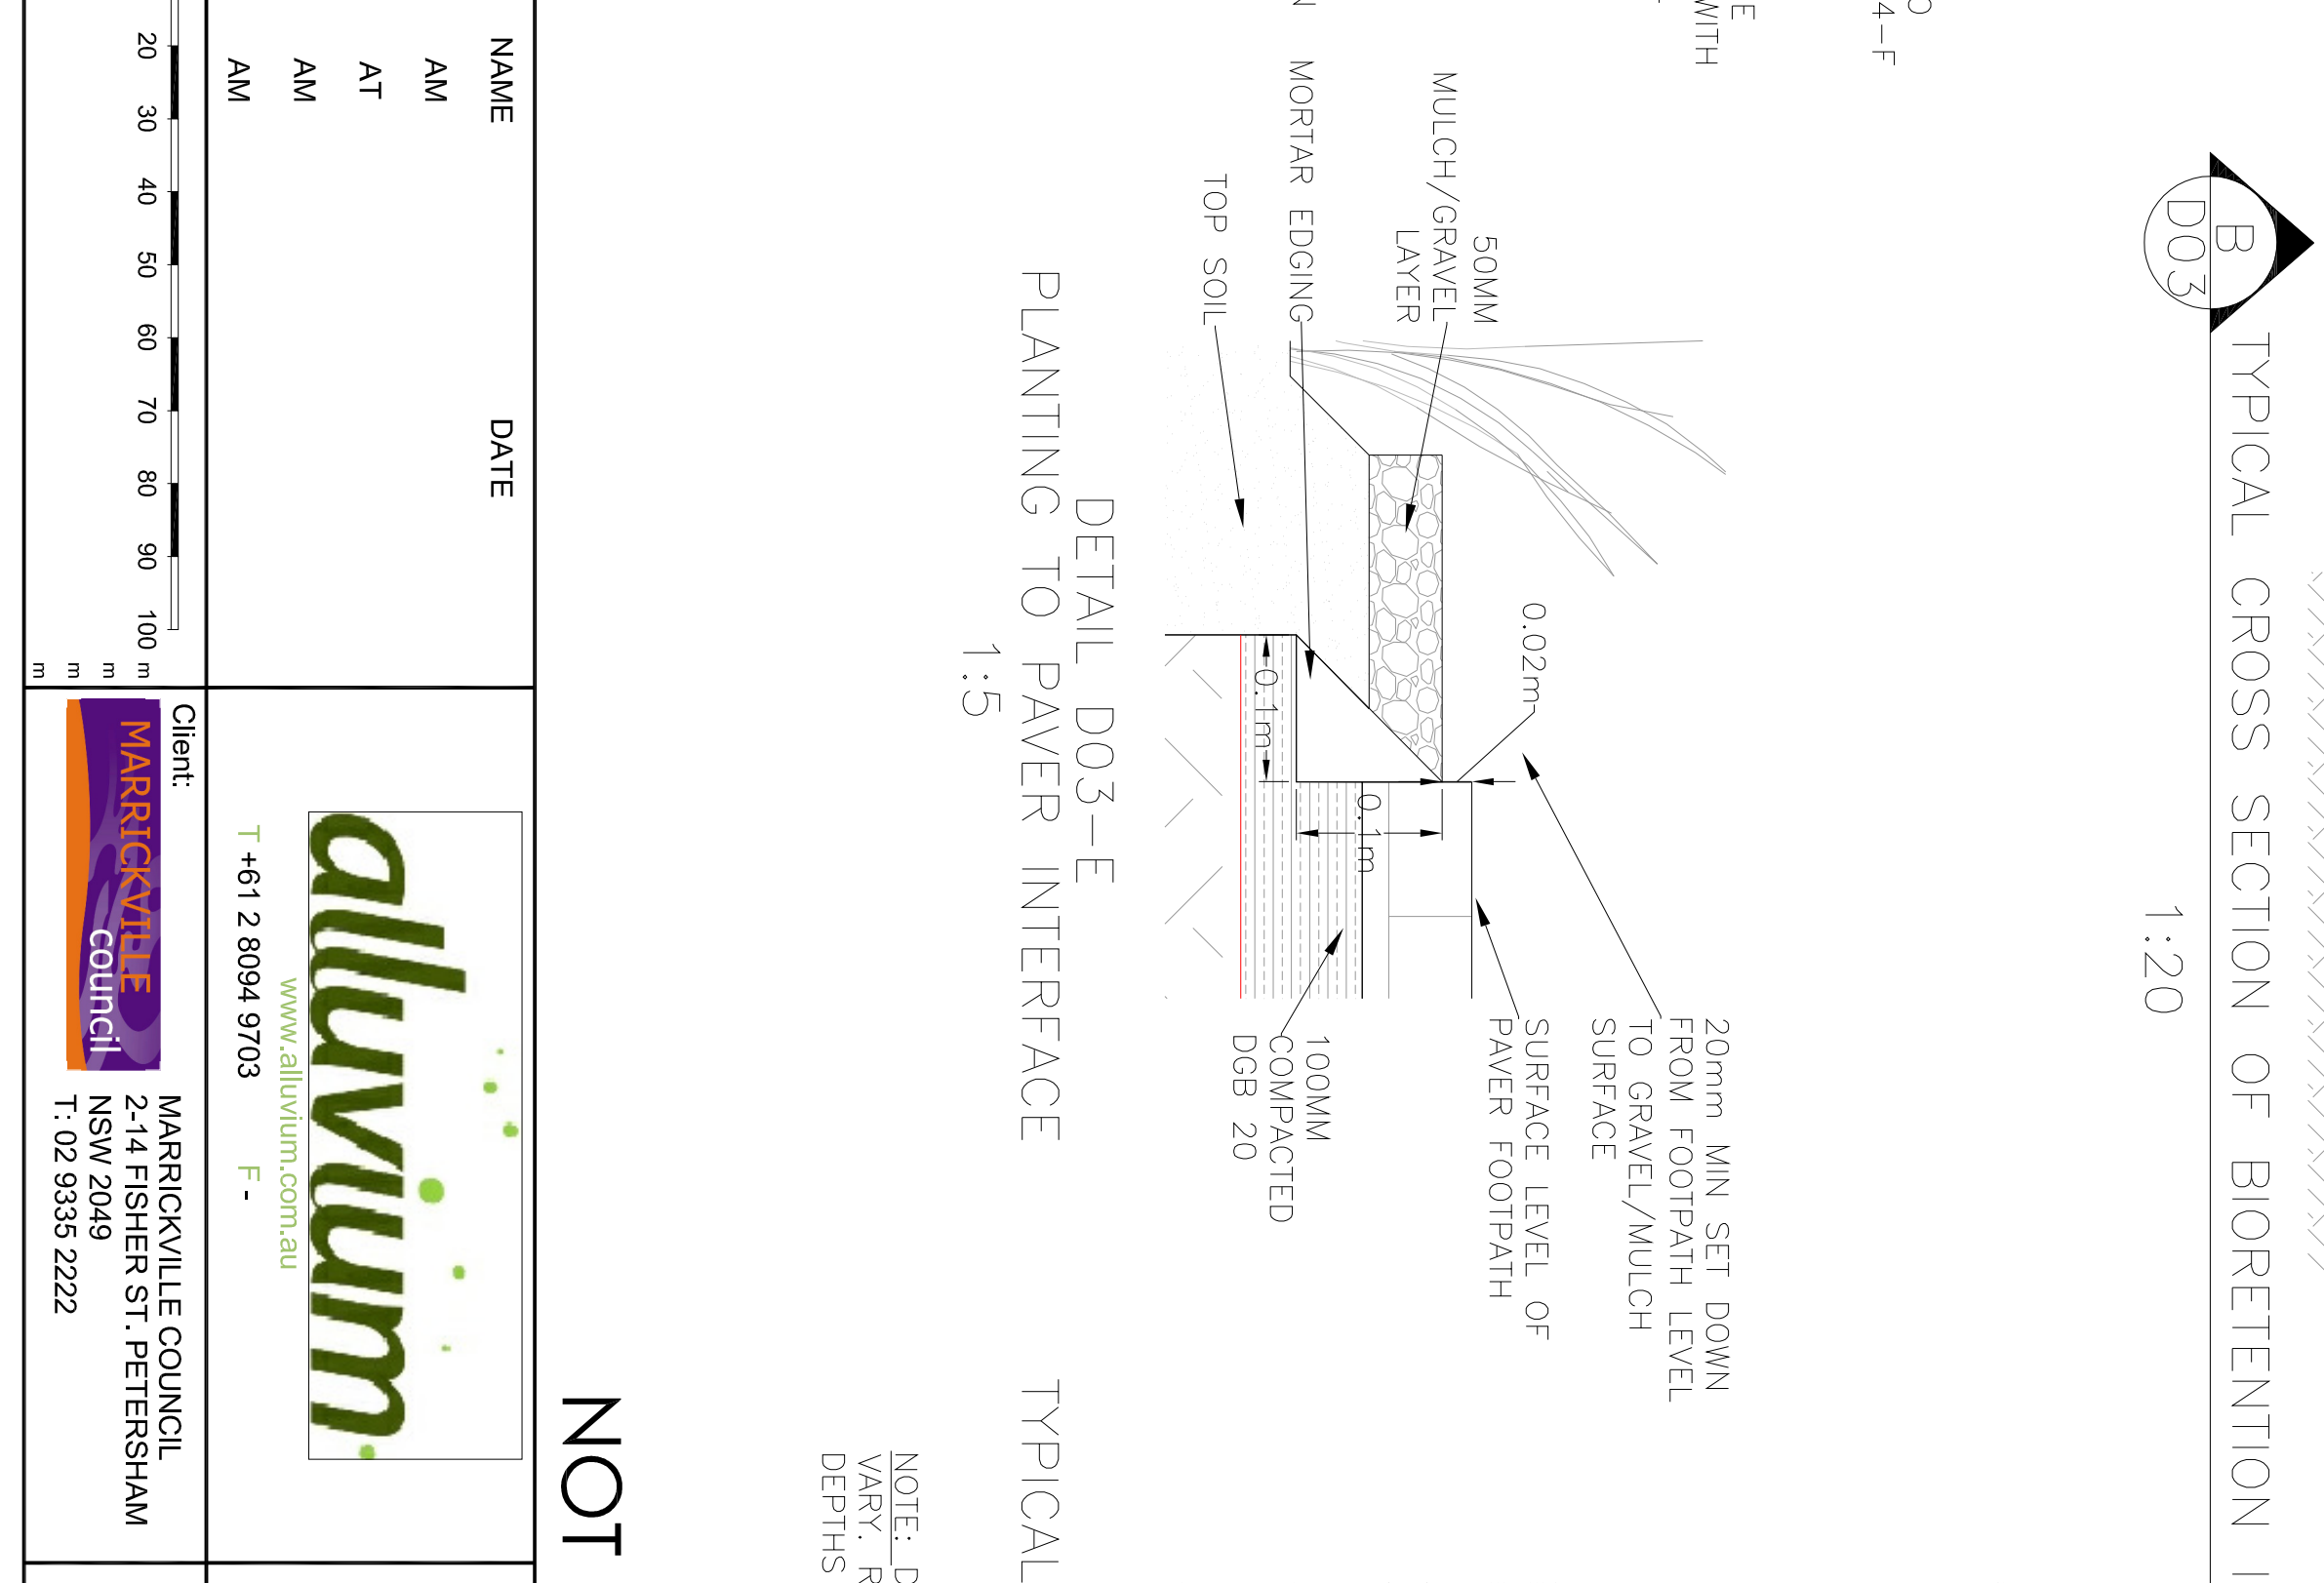 O
4-F
E
WITH
B
D03
TYPICAL CROSS SECTION OF BIORETENTION
1:20
50MM
MULCH/GRAVEL
LAYER
MORTAR EDGING
TOP SOIL
0.02m
0.1m
0.1m
20mm MIN SET DOWN
FROM FOOTPATH LEVEL
TO GRAVEL/MULCH
SURFACE
SURFACE LEVEL OF
PAVER FOOTPATH
100MM
COMPACTED
DGB 20
DETAIL D03-E
PLANTING TO PAVER INTERFACE
1:5
TYPICAL
NOTE: D
VARY. R
DEPTHS
NOT
NAME DATE
AM
AT
AM
AM
20 30 40 50 60 70 80 90 100 m
m
m
m
alluvium
www.alluvium.com.au
T +61 2 8094 9703 F -
Client:
MARRICKVILLE
council
MARRICKVILLE COUNCIL
2-14 FISHER ST. PETERSHAM
NSW 2049
T: 02 9335 2222